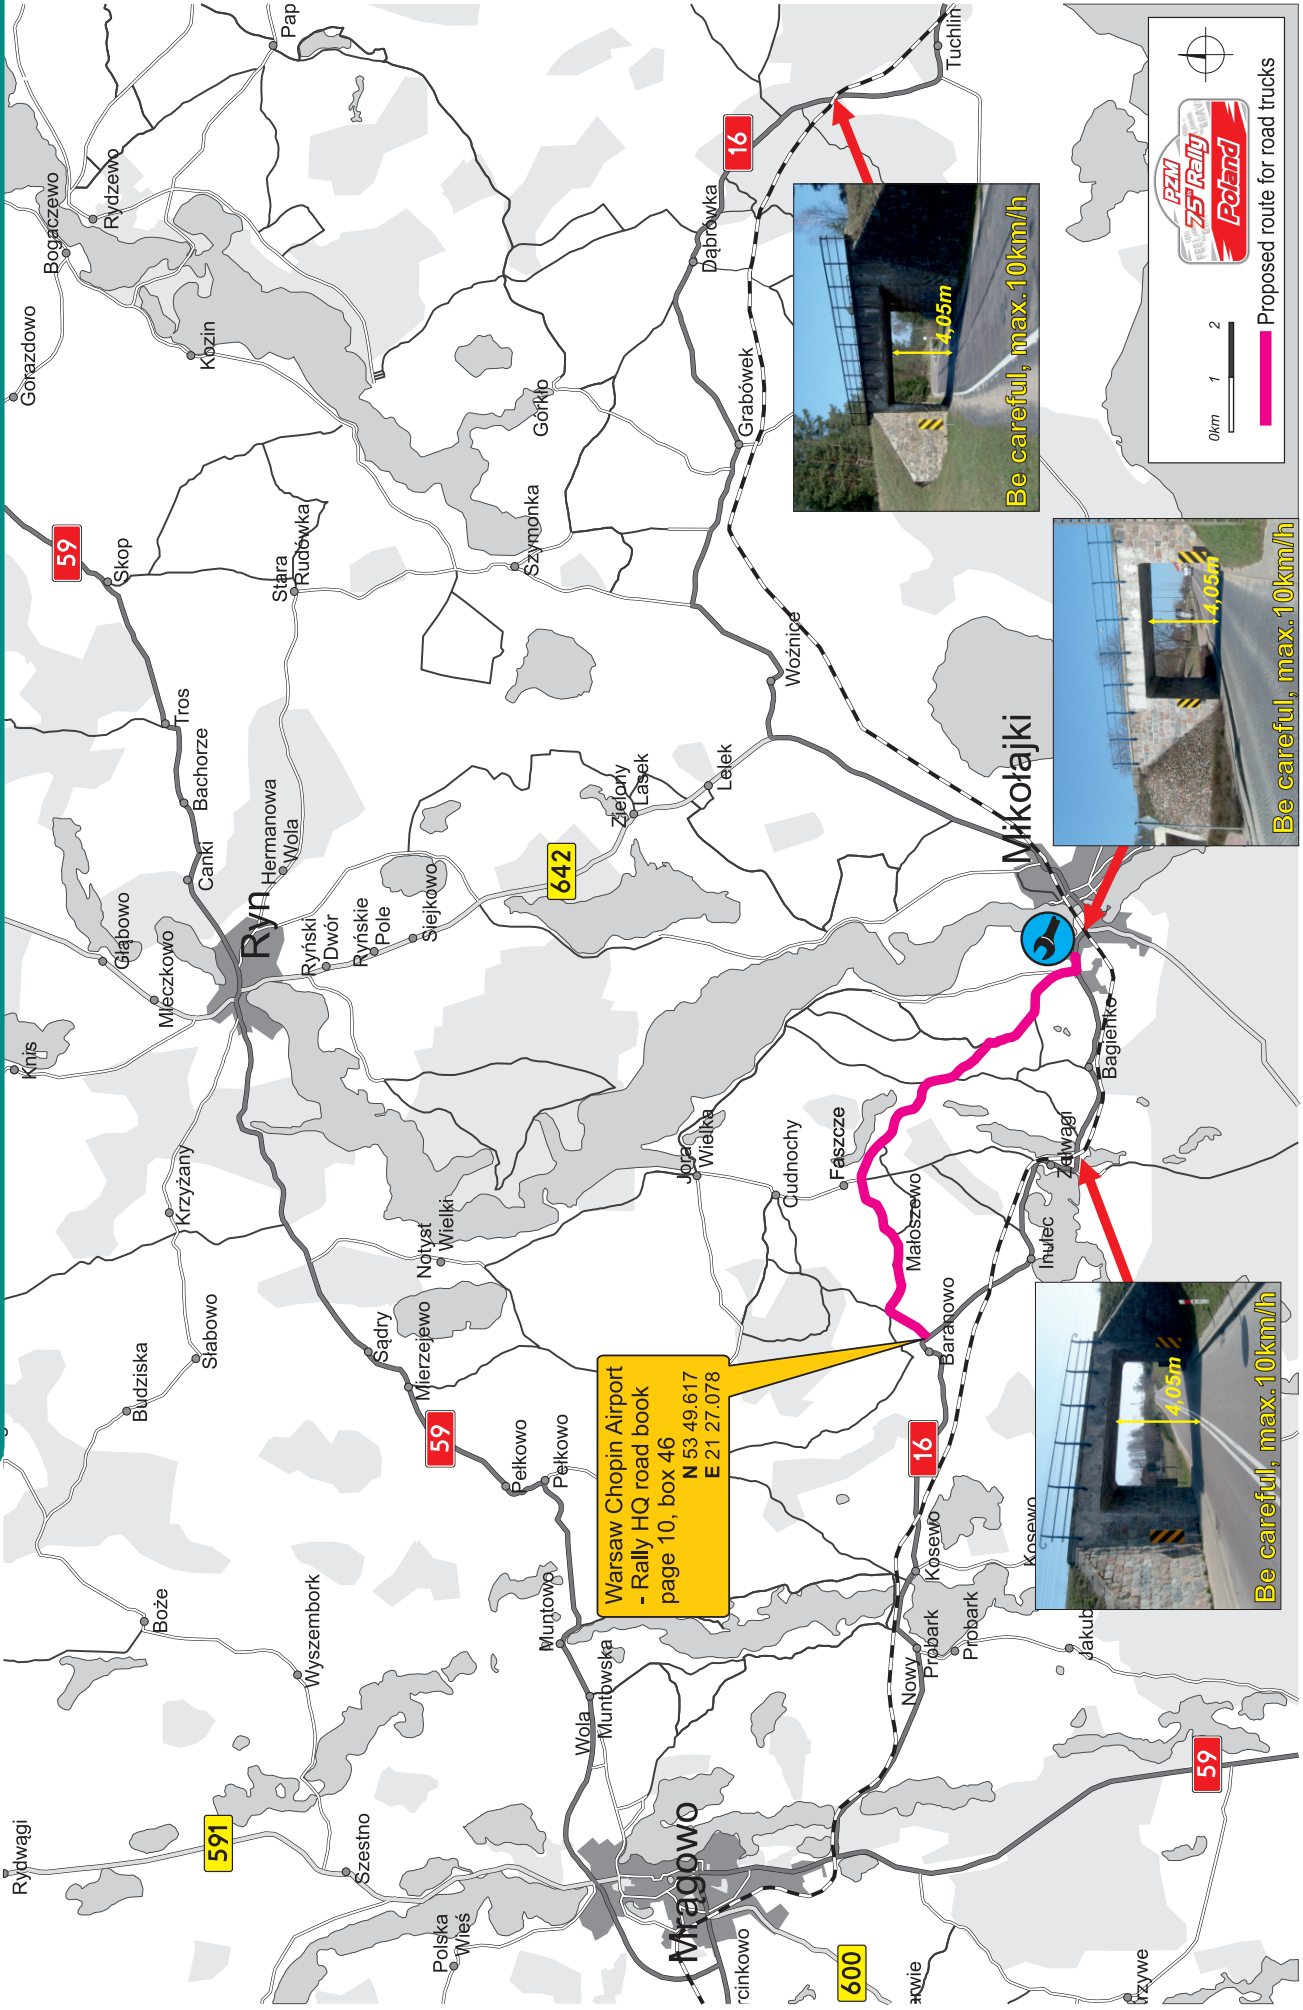 Rydwągi
591
Szestno
Polska
Wieś
Mrągowo
rcinkowo
600
arwie
rzywe
Boże
Wyszembork
Wola
Muntowska
Muntowo
Nowy
Probark
Probark
Jakub
59
Budziska
Słabowo
Krzyżany
Sądry
Mierzejewo
59
Pełkowo
Pełkowo
Notyst
Wielki
Warsaw Chopin Airport
- Rally HQ road book
page 10, box 46
N 53 49.617
E 21 27.078
16
Kosewo
Kosewo
Baranowo
Małoszewo
Inulec
Zełwągi
Bagienko
Faszcze
Cudnochy
Jora
Wielka
Knis
Mleczkowo
Głąbowo
Ryn
Ryński
Dwór
Ryńskie
Pole
Siejkowo
Canki
Hermanowa
Wola
Bachorze
Tros
642
Zielony
Lasek
Lelek
Woźnice
Mikołajki
59
Skop
Stara
Rudówka
Szymonka
Górkło
Gorazdowo
Kozin
Bogaczewo
Rydzewo
Pap
Grabówek
Dąbrówka
16
Tuchlin
4,05m
Be careful, max.10km/h
4,05m
Be careful, max.10km/h
4,05m
Be careful, max.10km/h
PZM
75th Rally
Poland
0km 1 2
Proposed route for road trucks